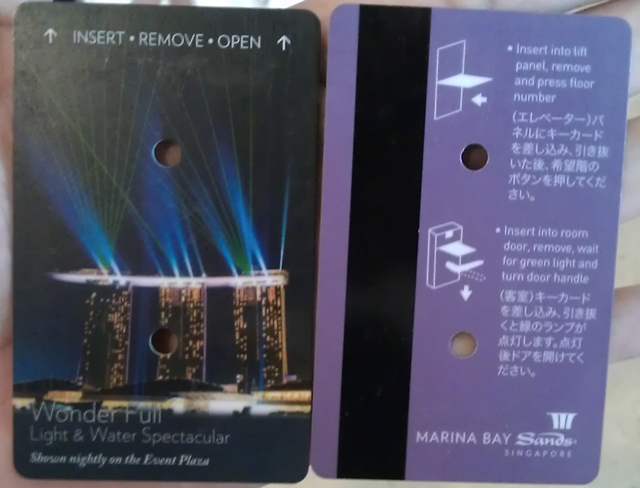 ↑ INSERT • REMOVE • OPEN ↑
Wonder Full
Light & Water Spectacular
Shown nightly on the Event Plaza
• Insert into lift
panel, remove
and press floor
number
(エレベーター)パ
ネルにキーカード
を差し込み、引き抜
いた後、希望階の
ボタンを押してくだ
さい。
• Insert into room
door, remove, wait
for green light and
turn door handle
(客室)キーカード
を差し込み、引き抜
くと緑のランプが
点灯します。点灯
後ドアを開けてく
ださい。
MARINA BAY Sands®
SINGAPORE